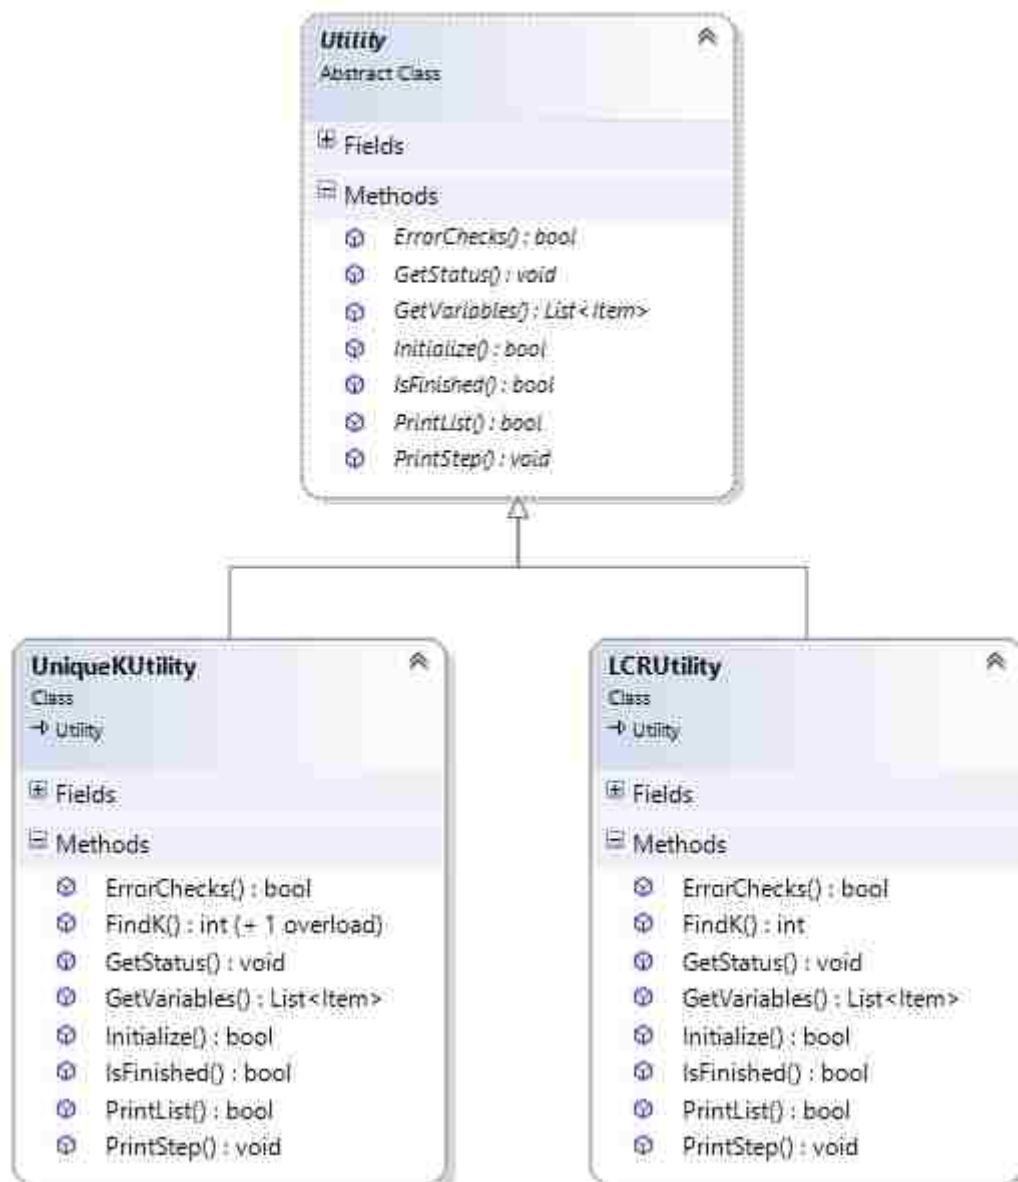 Utility
Abstract Class
Fields
Methods
ErrorChecks() : bool
GetStatus() : void
GetVariables() : List<Item>
Initialize() : bool
IsFinished() : bool
PrintList() : bool
PrintStep() : void
UniqueKUtility
Class
Utility
Fields
Methods
ErrorChecks() : bool
FindK() : int (+ 1 overload)
GetStatus() : void
GetVariables() : List<Item>
Initialize() : bool
IsFinished() : bool
PrintList() : bool
PrintStep() : void
LCRUtility
Class
Utility
Fields
Methods
ErrorChecks() : bool
FindK() : int
GetStatus() : void
GetVariables() : List<Item>
Initialize() : bool
IsFinished() : bool
PrintList() : bool
PrintStep() : void